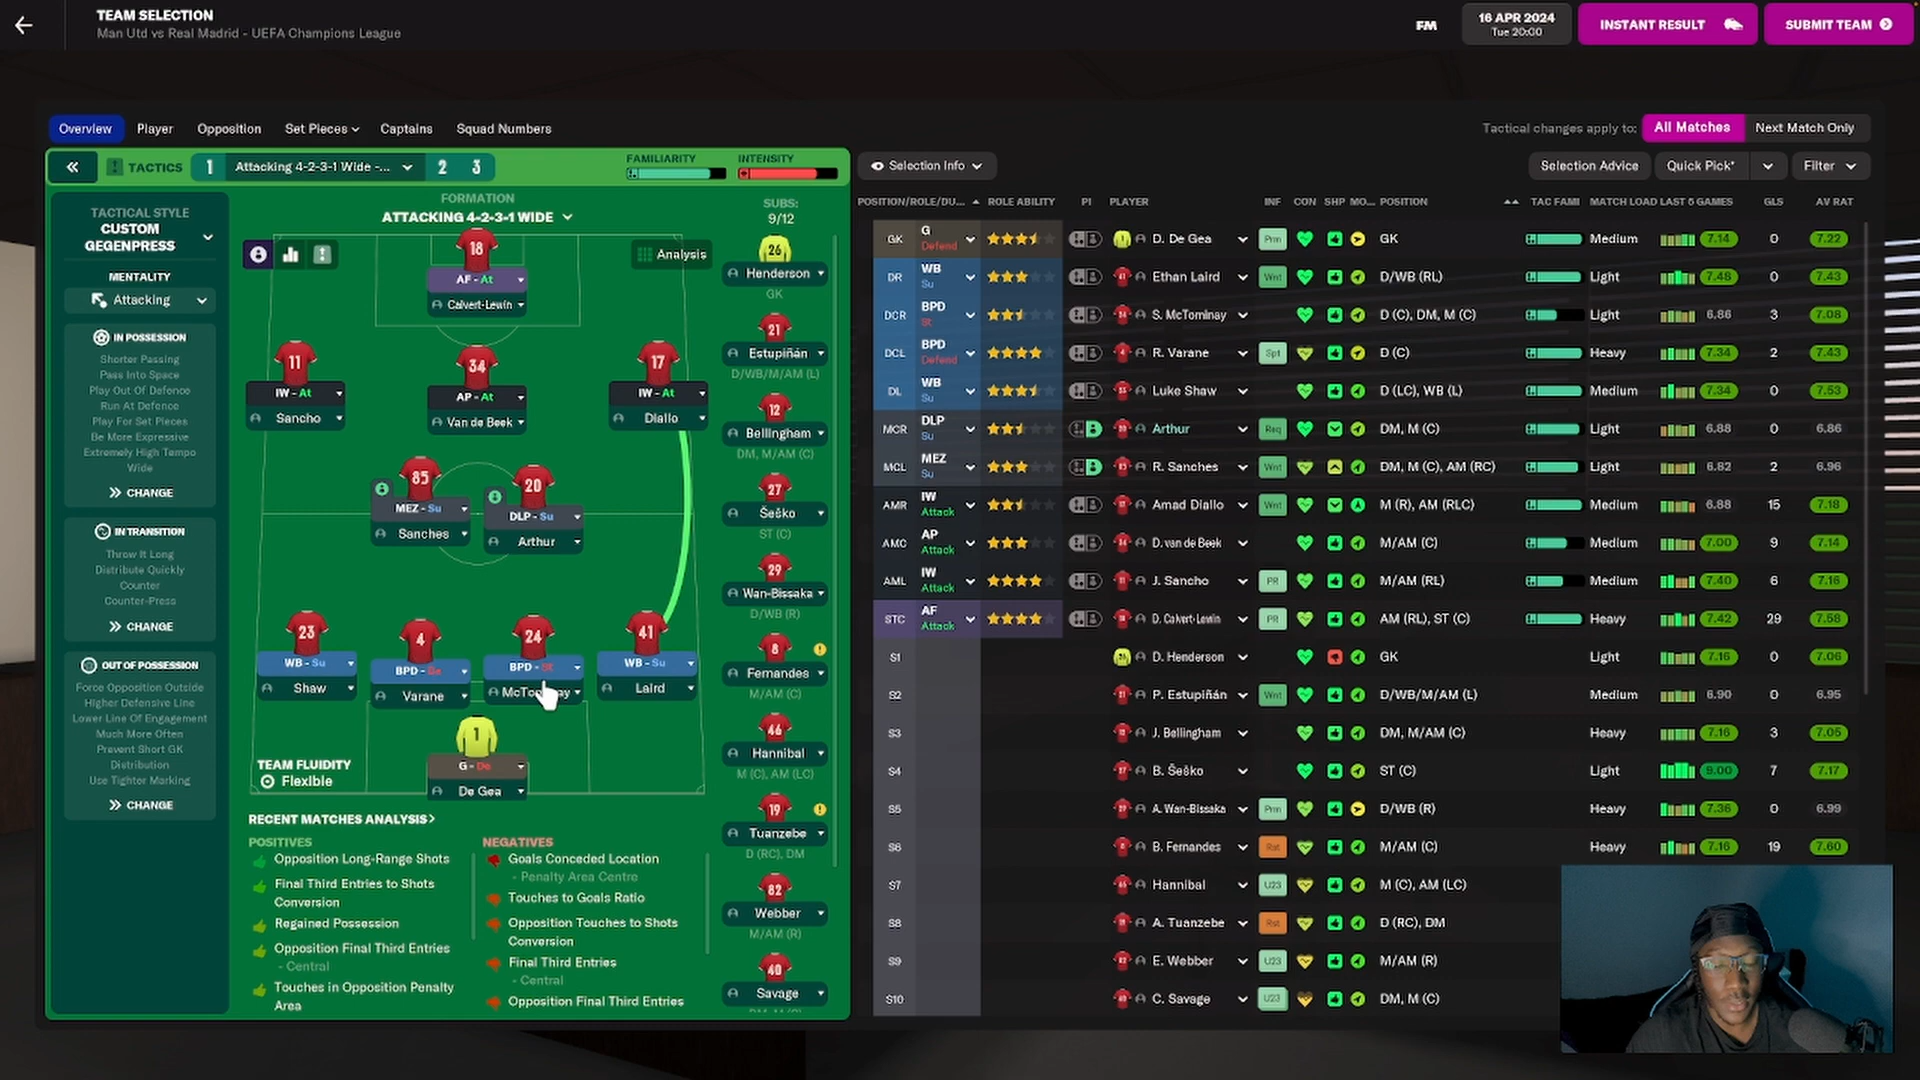 TEAM SELECTION
Man Utd vs Real Madrid - UEFA Champions League
FM
16 APR 2024
Tue 20:00
INSTANT RESULT
SUBMIT TEAM
Overview
Player
Opposition
Set Pieces
Captains
Squad Numbers
Tactical changes apply to:
All Matches
Next Match Only
TACTICS
1
Attacking 4-2-3-1 Wide -...
2
3
FAMILIARITY
INTENSITY
Selection Info
Selection Advice
Quick Pick*
Filter
TACTICAL STYLE
CUSTOM
GEGENPRESS
MENTALITY
Attacking
IN POSSESSION
Shorter Passing
Pass Into Space
Play Out Of Defence
Run At Defence
Play For Set Pieces
Be More Expressive
Extremely High Tempo
Wide
CHANGE
IN TRANSITION
Throw It Long
Distribute Quickly
Counter
Counter-Press
CHANGE
OUT OF POSSESSION
Force Opposition Outside
Higher Defensive Line
Lower Line Of Engagement
Much More Often
Prevent Short GK
Distribution
Use Tighter Marking
CHANGE
FORMATION
ATTACKING 4-2-3-1 WIDE
Analysis
18
AF - At
Calvert-Lewin
11
IW - At
Sancho
34
AP - At
Van de Beek
17
IW - At
Diallo
85
MEZ - Su
Sanches
20
DLP - Su
Arthur
23
WB - Su
Shaw
4
BPD - De
Varane
24
BPD - St
41
WB - Su
Laird
1
G - De
De Gea
TEAM FLUIDITY
Flexible
SUBS:
9/12
26
Henderson
GK
21
Estupiñán
D/WB/M/AM (L)
12
Bellingham
DM, M/AM (C)
27
Šeško
ST (C)
29
Wan-Bissaka
D/WB (R)
8
Fernandes
M/AM (C)
46
Hannibal
M (C), AM (LC)
19
Tuanzebe
D (RC), DM
82
Webber
M/AM (R)
40
Savage
RECENT MATCHES ANALYSIS>
POSITIVES
Opposition Long-Range Shots
Final Third Entries to Shots
Conversion
Regained Possession
Opposition Final Third Entries
- Central
Touches in Opposition Penalty
Area
NEGATIVES
Goals Conceded Location
- Penalty Area Centre
Touches to Goals Ratio
Opposition Touches to Shots
Conversion
Final Third Entries
- Central
Opposition Final Third Entries
POSITION/ROLE/DU... ROLE ABILITY PI PLAYER INF CON SHP MO... POSITION TAC FAMI MATCH LOAD LAST 5 GAMES GLS AV RAT
GK G Defend D. De Gea Prm GK Medium 7.14 0 7.22
DR WB Su Ethan Laird Wnt D/WB (RL) Light 7.48 0 7.43
DCR BPD St S. McTominay D (C), DM, M (C) Light 6.86 3 7.08
DCL BPD Defend R. Varane Spt D (C) Heavy 7.34 2 7.43
DL WB Su Luke Shaw D (LC), WB (L) Medium 7.34 0 7.53
MCR DLP Su Arthur Req DM, M (C) Light 6.88 0 6.86
MCL MEZ Su R. Sanches Wnt DM, M (C), AM (RC) Light 6.82 2 6.96
AMR IW Attack Amad Diallo Wnt M (R), AM (RLC) Medium 6.88 15 7.18
AMC AP Attack D. van de Beek M/AM (C) Medium 7.00 9 7.14
AML IW Attack J. Sancho PR M/AM (RL) Medium 7.40 6 7.16
STC AF Attack D. Calvert-Lewin PR AM (RL), ST (C) Heavy 7.42 29 7.58
S1 D. Henderson GK Light 7.16 0 7.06
S2 P. Estupiñán Wnt D/WB/M/AM (L) Medium 6.90 0 6.95
S3 J. Bellingham DM, M/AM (C) Heavy 7.16 3 7.05
S4 B. Šeško ST (C) Light 8.00 7 7.17
S5 A. Wan-Bissaka Prm D/WB (R) Heavy 7.36 0 6.99
S6 B. Fernandes Rst M/AM (C) Heavy 7.16 19 7.60
S7 Hannibal U23 M (C), AM (LC)
S8 A. Tuanzebe Rst D (RC), DM
S9 E. Webber U23 M/AM (R)
S10 C. Savage U23 DM, M (C)